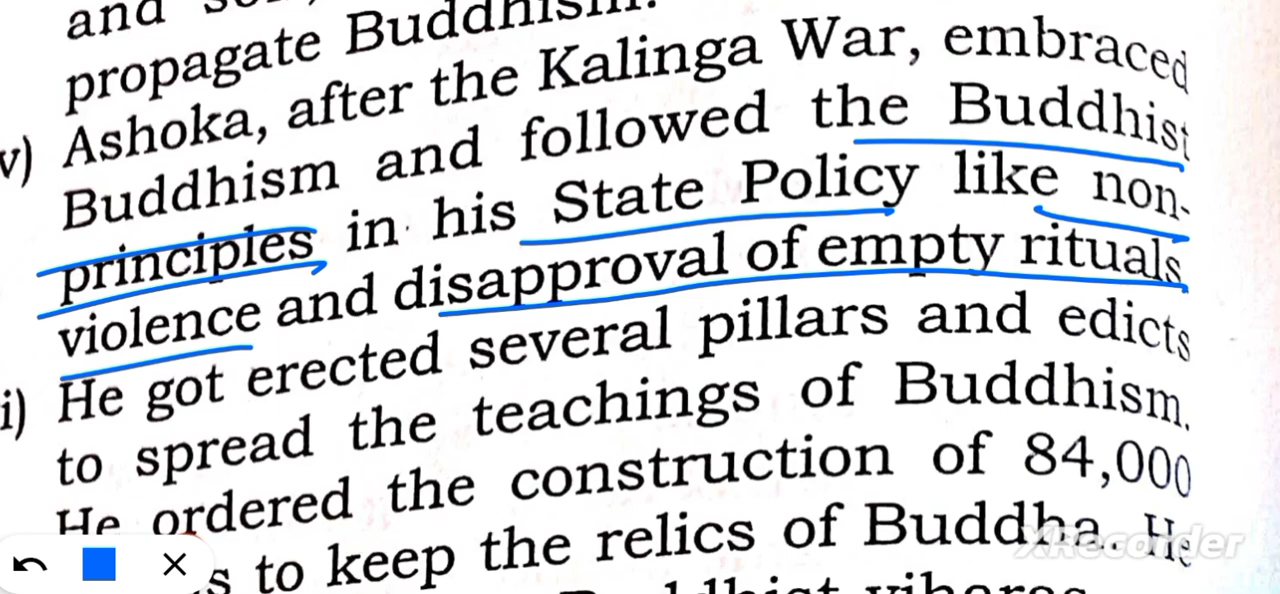 and
propagate Buddhism.
v) Ashoka, after the Kalinga War, embraced
Buddhism and followed the Buddhist
principles in his State Policy like non-
violence and disapproval of empty rituals
i) He got erected several pillars and edicts
to spread the teachings of Buddhism.
He ordered the construction of 84,000
s to keep the relics of Buddha. He
XRecorder